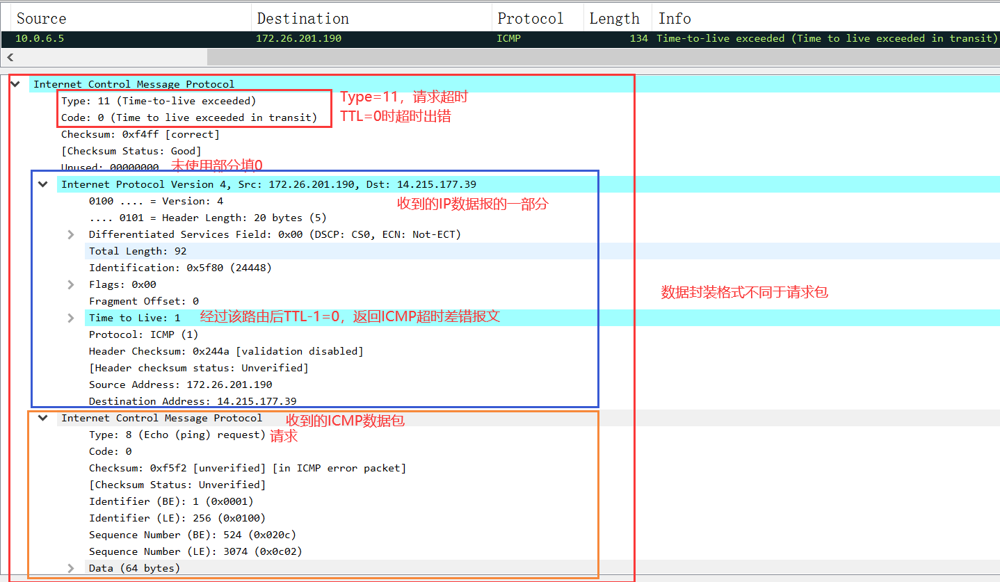 Source Destination Protocol Length Info
10.0.6.5 172.26.201.190 ICMP 134 Time-to-live exceeded (Time to live exceeded in transit)
Internet Control Message Protocol
Type: 11 (Time-to-live exceeded)
Type=11，请求超时
Code: 0 (Time to live exceeded in transit)
TTL=0时超时出错
Checksum: 0xf4ff [correct]
[Checksum Status: Good]
Unused: 00000000 未使用部分填0
Internet Protocol Version 4, Src: 172.26.201.190, Dst: 14.215.177.39
0100 .... = Version: 4
收到的IP数据报的一部分
.... 0101 = Header Length: 20 bytes (5)
Differentiated Services Field: 0x00 (DSCP: CS0, ECN: Not-ECT)
Total Length: 92
Identification: 0x5f80 (24448)
Flags: 0x00
数据封装格式不同于请求包
Fragment Offset: 0
Time to Live: 1 经过该路由后TTL-1=0，返回ICMP超时差错报文
Protocol: ICMP (1)
Header Checksum: 0x244a [validation disabled]
[Header checksum status: Unverified]
Source Address: 172.26.201.190
Destination Address: 14.215.177.39
Internet Control Message Protocol 收到的ICMP数据包
Type: 8 (Echo (ping) request) 请求
Code: 0
Checksum: 0xf5f2 [unverified] [in ICMP error packet]
[Checksum Status: Unverified]
Identifier (BE): 1 (0x0001)
Identifier (LE): 256 (0x0100)
Sequence Number (BE): 524 (0x020c)
Sequence Number (LE): 3074 (0x0c02)
Data (64 bytes)